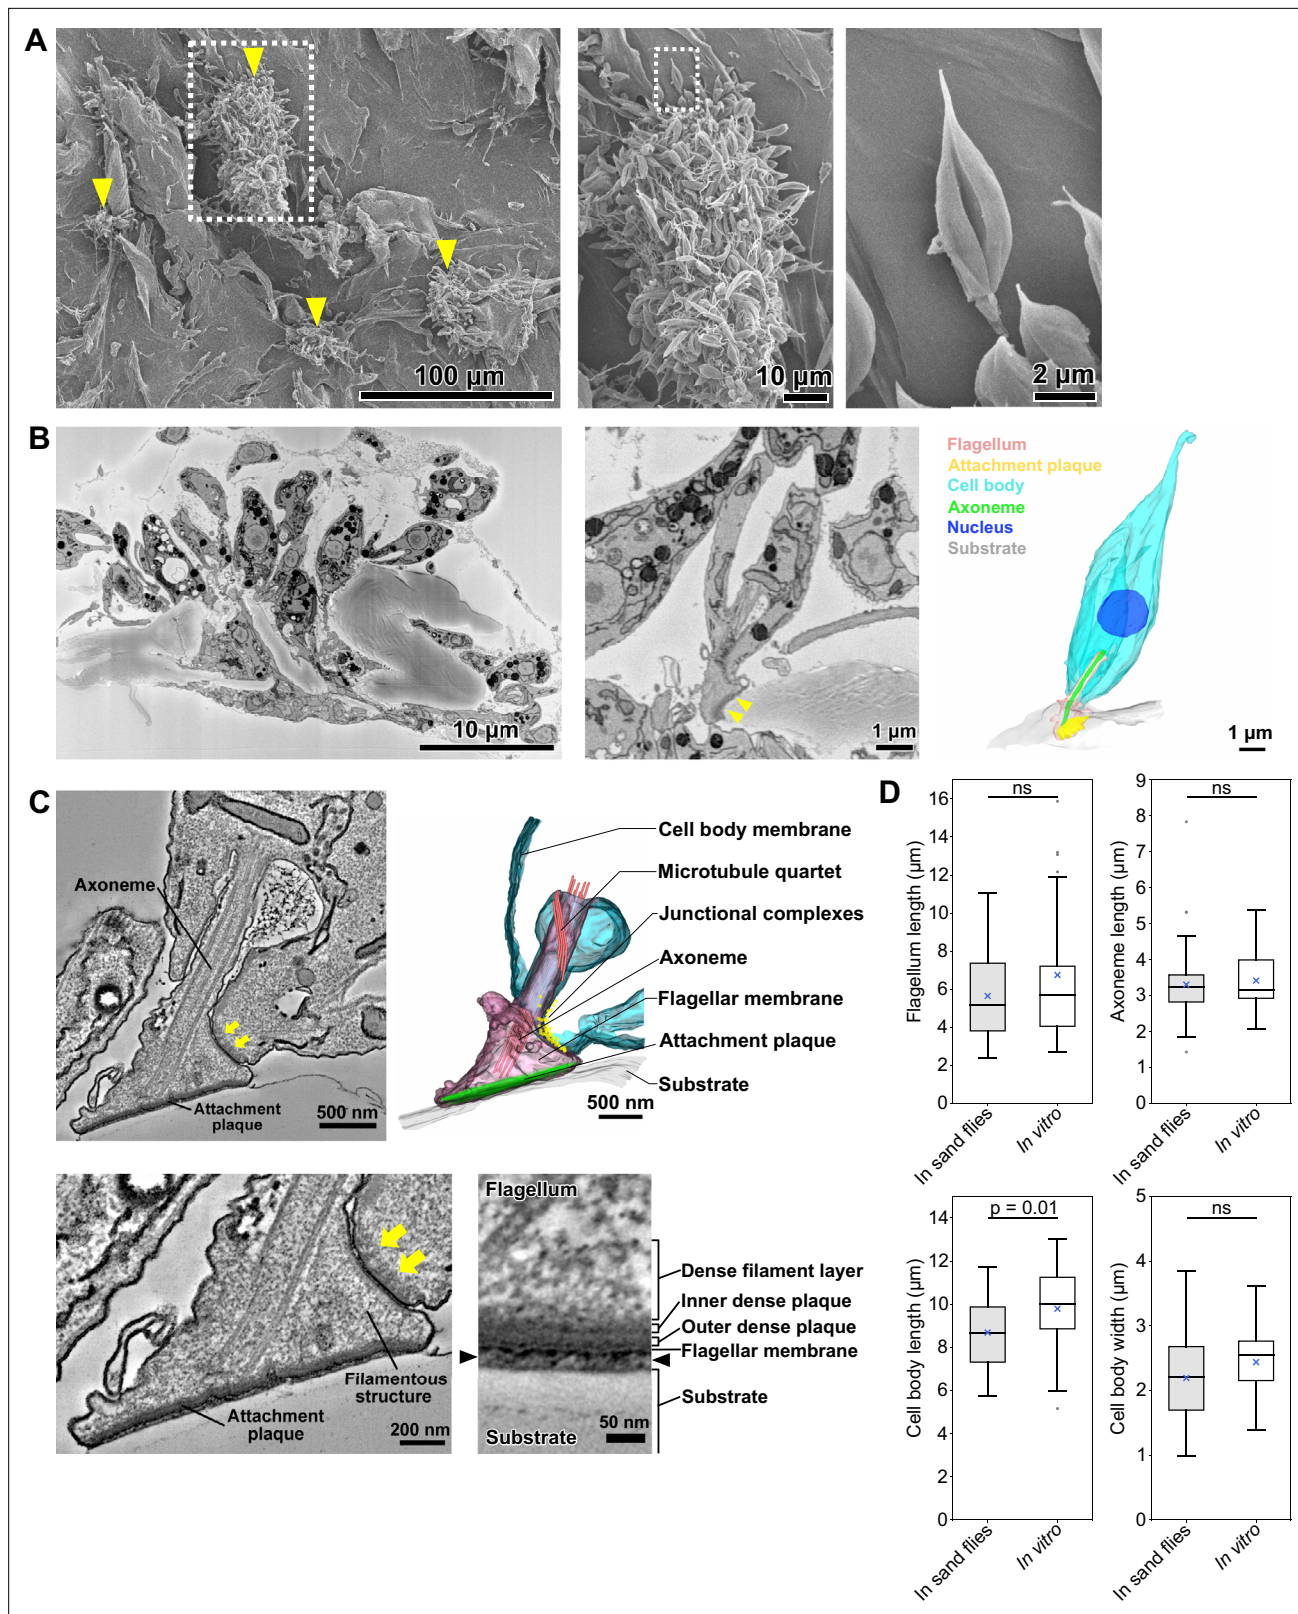 A
100 µm
10 µm
2 µm
B
10 µm
1 µm
Flagellum
Attachment plaque
Cell body
Axoneme
Nucleus
Substrate
1 µm
C
Axoneme
Attachment
plaque
500 nm
Cell body membrane
Microtubule quartet
Junctional complexes
Axoneme
Flagellar membrane
Attachment plaque
Substrate
500 nm
Filamentous
structure
Attachment
plaque
200 nm
Flagellum
Dense filament layer
Inner dense plaque
Outer dense plaque
Flagellar membrane
Substrate
Substrate
50 nm
D
Flagellum length (µm)
16
14
12
10
8
6
4
2
0
ns
In sand flies
In vitro
Axoneme length (µm)
9
8
7
6
5
4
3
2
1
0
ns
In sand flies
In vitro
Cell body length (µm)
14
12
10
8
6
4
2
0
p = 0.01
In sand flies
In vitro
Cell body width (µm)
5
4
3
2
1
0
ns
In sand flies
In vitro